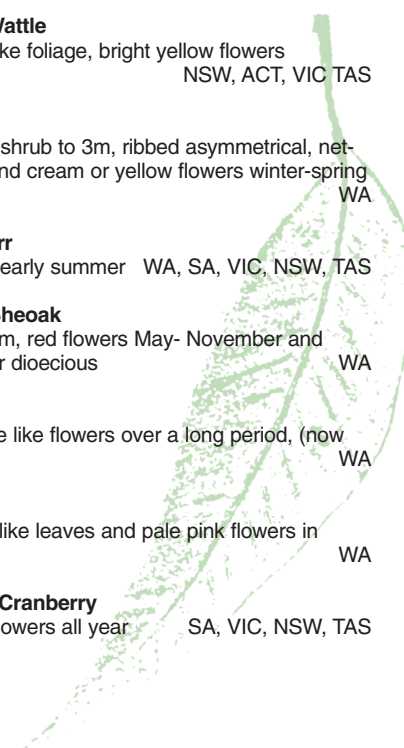 Wattle
ke foliage, bright yellow flowers
NSW, ACT, VIC TAS
shrub to 3m, ribbed asymmetrical, net-
nd cream or yellow flowers winter-spring
WA
rr
early summer WA, SA, VIC, NSW, TAS
Sheoak
m, red flowers May- November and
r dioecious WA
e like flowers over a long period, (now
WA
like leaves and pale pink flowers in
WA
Cranberry
owers all year SA, VIC, NSW, TAS